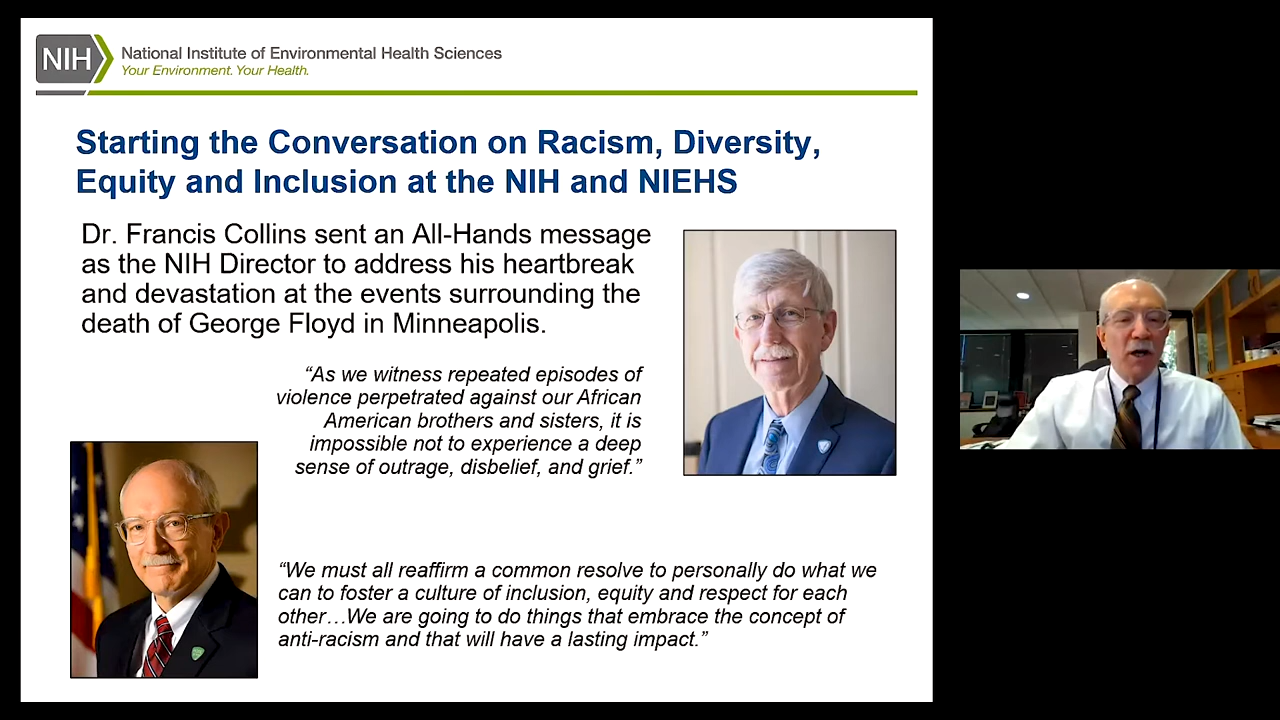 NIH
National Institute of Environmental Health Sciences
Your Environment. Your Health.
Starting the Conversation on Racism, Diversity,
Equity and Inclusion at the NIH and NIEHS
Dr. Francis Collins sent an All-Hands message
as the NIH Director to address his heartbreak
and devastation at the events surrounding the
death of George Floyd in Minneapolis.
“As we witness repeated episodes of
violence perpetrated against our African
American brothers and sisters, it is
impossible not to experience a deep
sense of outrage, disbelief, and grief.”
“We must all reaffirm a common resolve to personally do what we
can to foster a culture of inclusion, equity and respect for each
other…We are going to do things that embrace the concept of
anti-racism and that will have a lasting impact.”